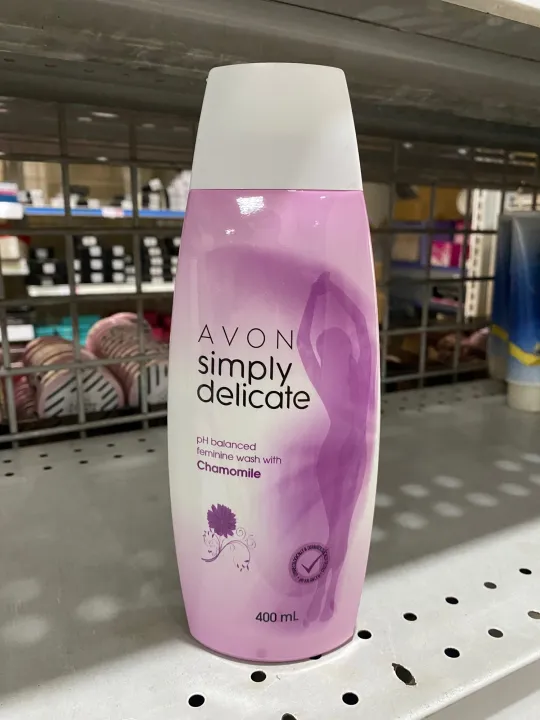 AVON
simply
delicate
pH balanced
feminine wash with
Chamomile
400 mL